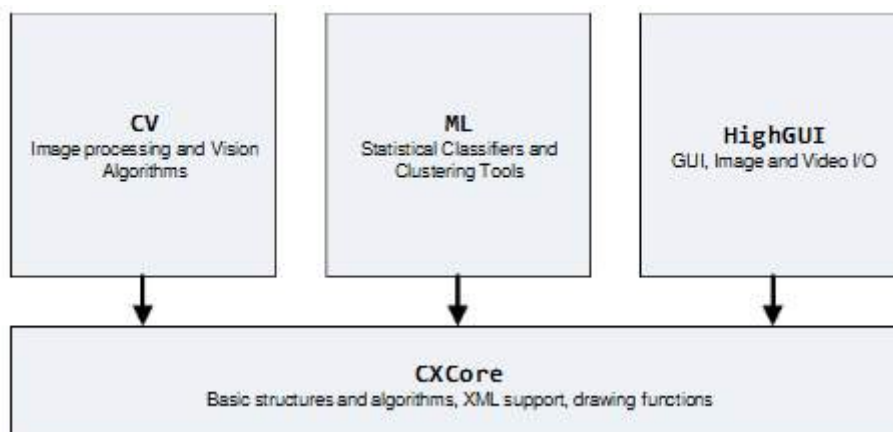 CV
Image processing and Vision
Algorithms
ML
Statistical Classifiers and
Clustering Tools
HighGUI
GUI, Image and Video I/O
CXCore
Basic structures and algorithms, XML support, drawing functions